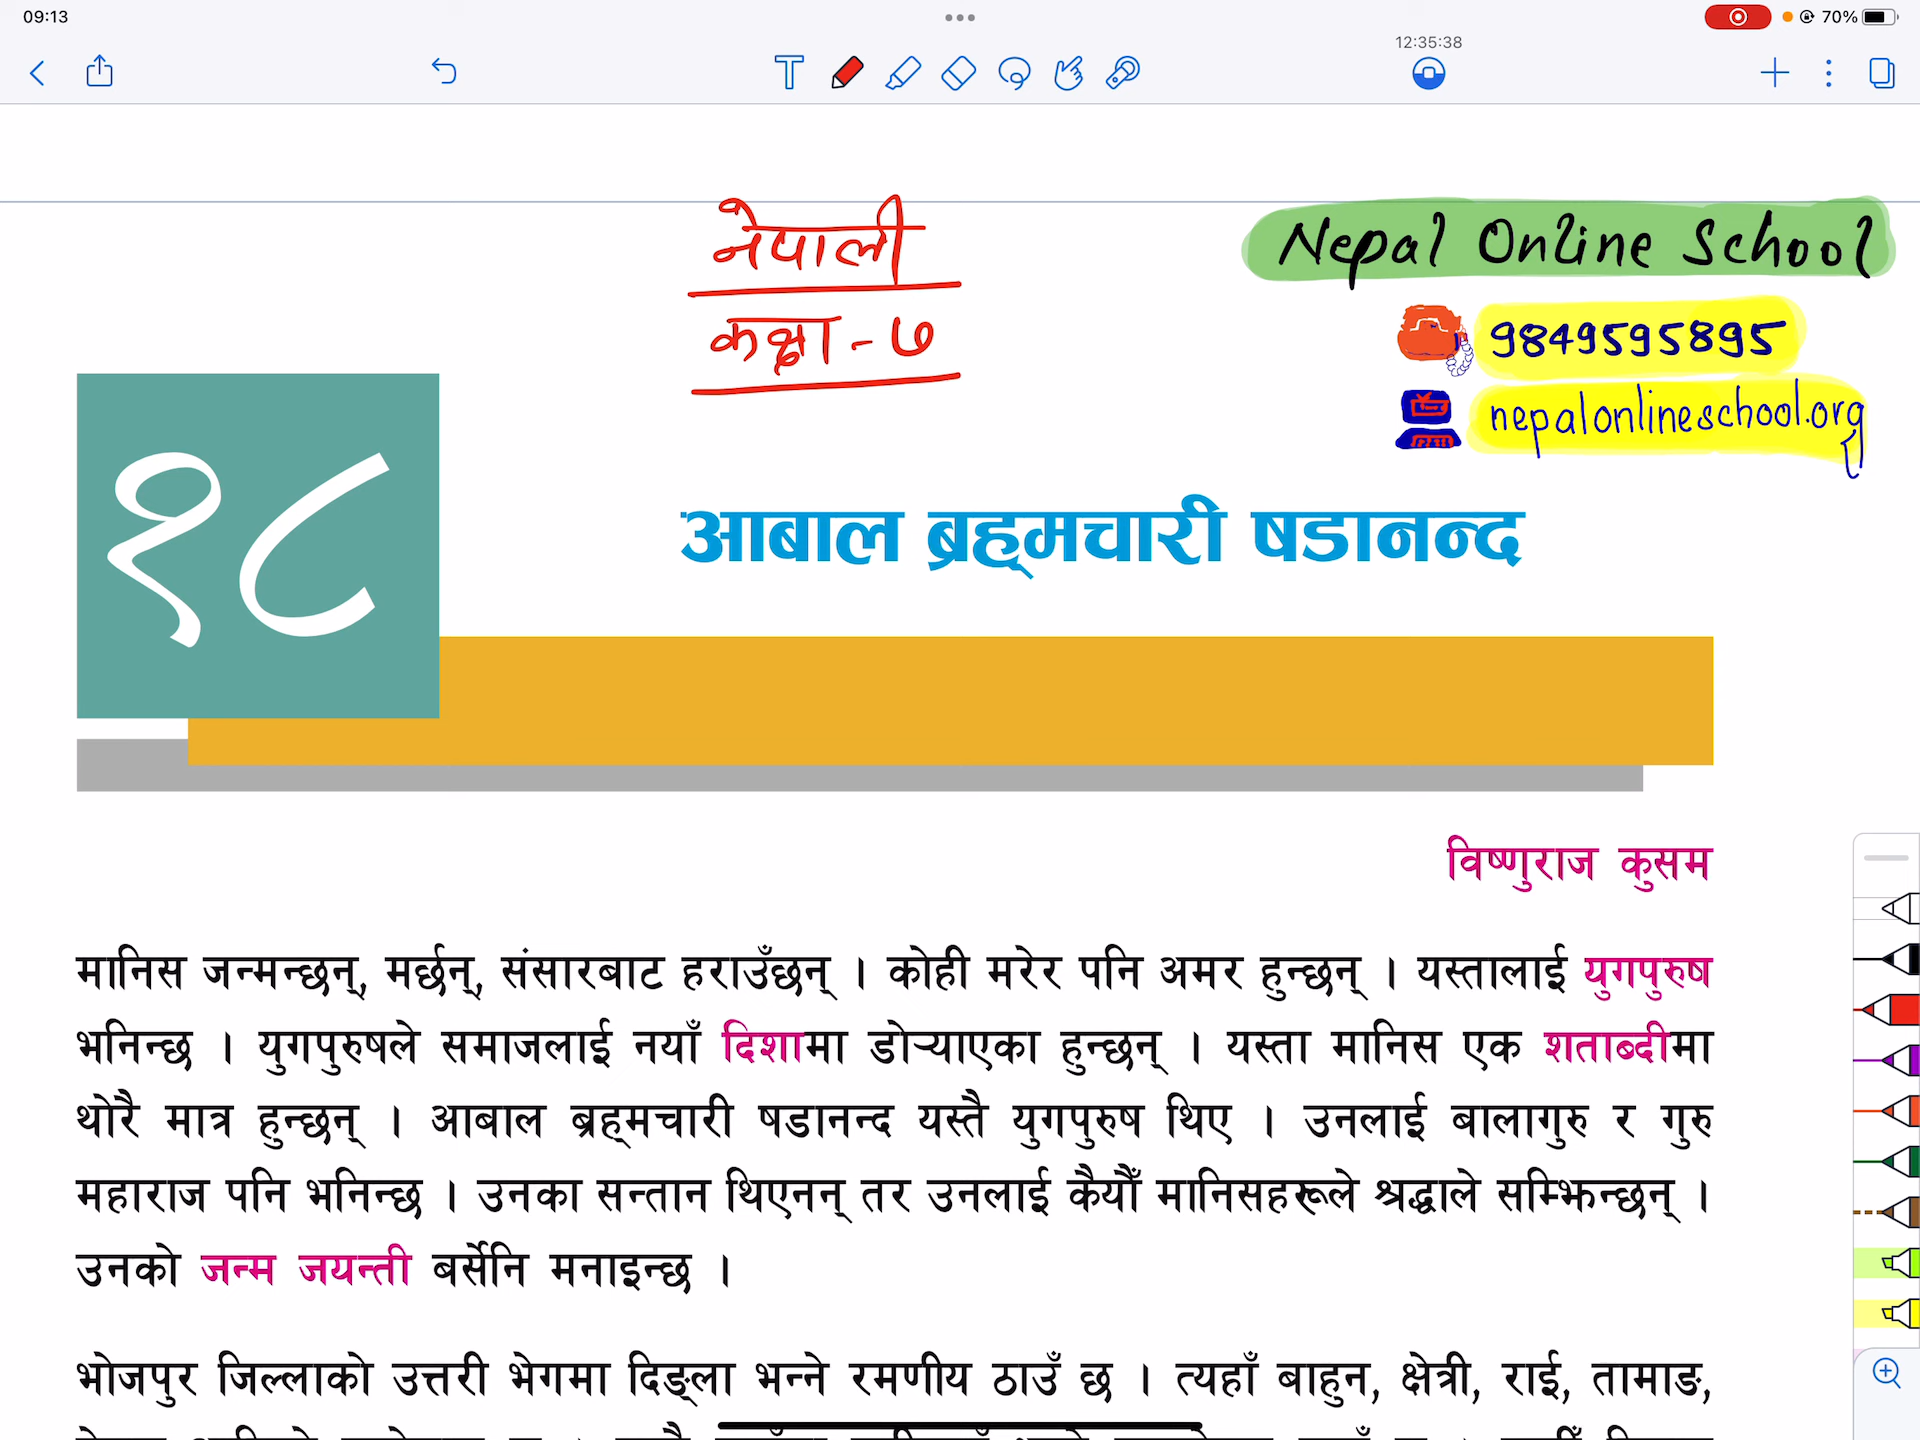 09:13
70%
12:35:38
नेपाली
Nepal Online School
कक्षा - ७
9849595895
nepalonlineschool.org
१८
आबाल ब्रह्मचारी षडानन्द
विष्णुराज कुसम
मानिस जन्मन्छन्, मर्छन्, संसारबाट हराउँछन् । कोही मरेर पनि अमर हुन्छन् । यस्तालाई युगपुरुष
भनिन्छ । युगपुरुषले समाजलाई नयाँ दिशामा डोऱ्याएका हुन्छन् । यस्ता मानिस एक शताब्दीमा
थोरै मात्र हुन्छन् । आबाल ब्रह्मचारी षडानन्द यस्तै युगपुरुष थिए । उनलाई बालागुरु र गुरु
महाराज पनि भनिन्छ । उनका सन्तान थिएनन् तर उनलाई कैयौँ मानिसहरूले श्रद्धाले सम्झिन्छन् ।
उनको जन्म जयन्ती बर्सेनि मनाइन्छ ।
भोजपुर जिल्लाको उत्तरी भेगमा दिङ्ला भन्ने रमणीय ठाउँ छ । त्यहाँ बाहुन, क्षेत्री, राई, तामाङ,